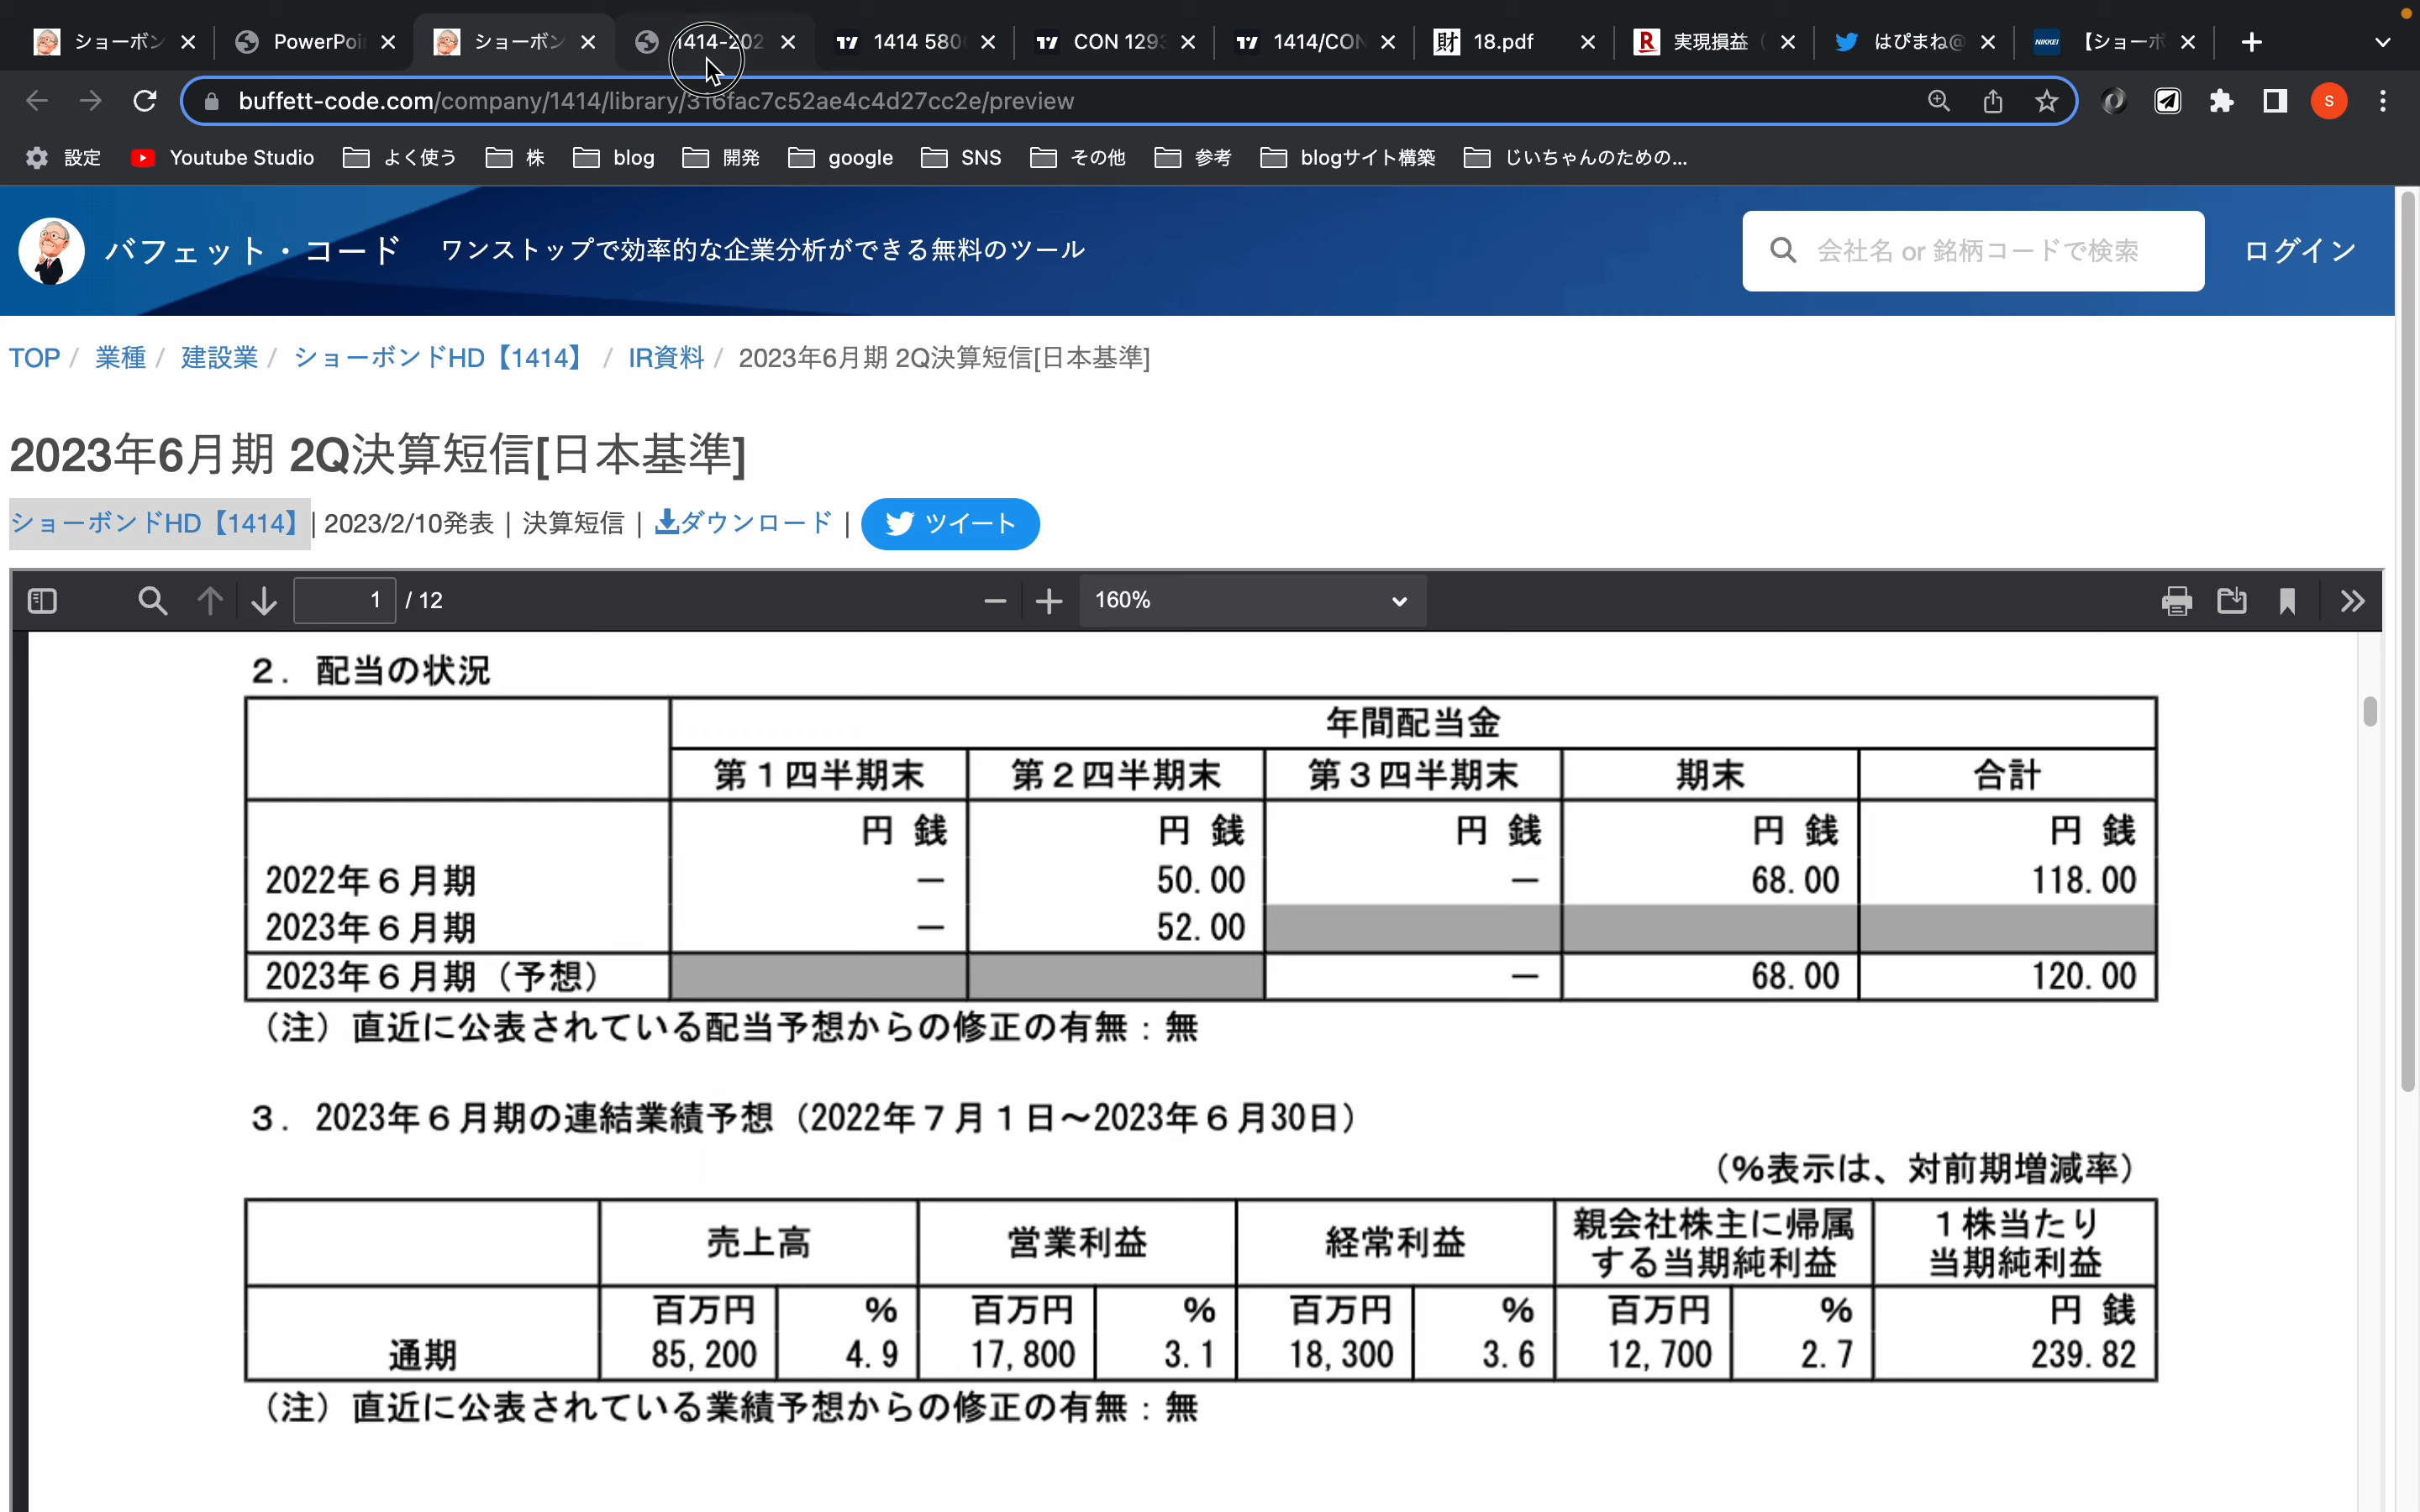 ショーボン PowerPoi ショーボン 1414-202 1414 580 CON 1293 1414/CON 18.pdf 実現損益 はぴまね@ 【ショーボ
buffett-code.com/company/1414/library/316fac7c52ae4c4d27cc2e/preview S
設定 Youtube Studio よく使う 株 blog 開発 google SNS その他 参考 blogサイト構築 じいちゃんのための...
バフェット・コード ワンストップで効率的な企業分析ができる無料のツール 会社名 or 銘柄コードで検索 ログイン
TOP / 業種 / 建設業 / ショーボンドHD【1414】 / IR資料 / 2023年6月期 2Q決算短信[日本基準]
2023年6月期 2Q決算短信[日本基準]
ショーボンドHD【1414】| 2023/2/10発表 | 決算短信 | ダウンロード | ツイート
1 / 12 160%
２．配当の状況
年間配当金
第１四半期末 第２四半期末 第３四半期末 期末 合計
円 銭 円 銭 円 銭 円 銭 円 銭
2022年６月期 － 50.00 － 68.00 118.00
2023年６月期 － 52.00
2023年６月期（予想） － 68.00 120.00
（注）直近に公表されている配当予想からの修正の有無：無
３．2023年６月期の連結業績予想（2022年７月１日～2023年６月30日）
（％表示は、対前期増減率）
売上高 営業利益 経常利益 親会社株主に帰属する当期純利益 １株当たり当期純利益
百万円 ％ 百万円 ％ 百万円 ％ 百万円 ％ 円 銭
通期 85,200 4.9 17,800 3.1 18,300 3.6 12,700 2.7 239.82
（注）直近に公表されている業績予想からの修正の有無：無